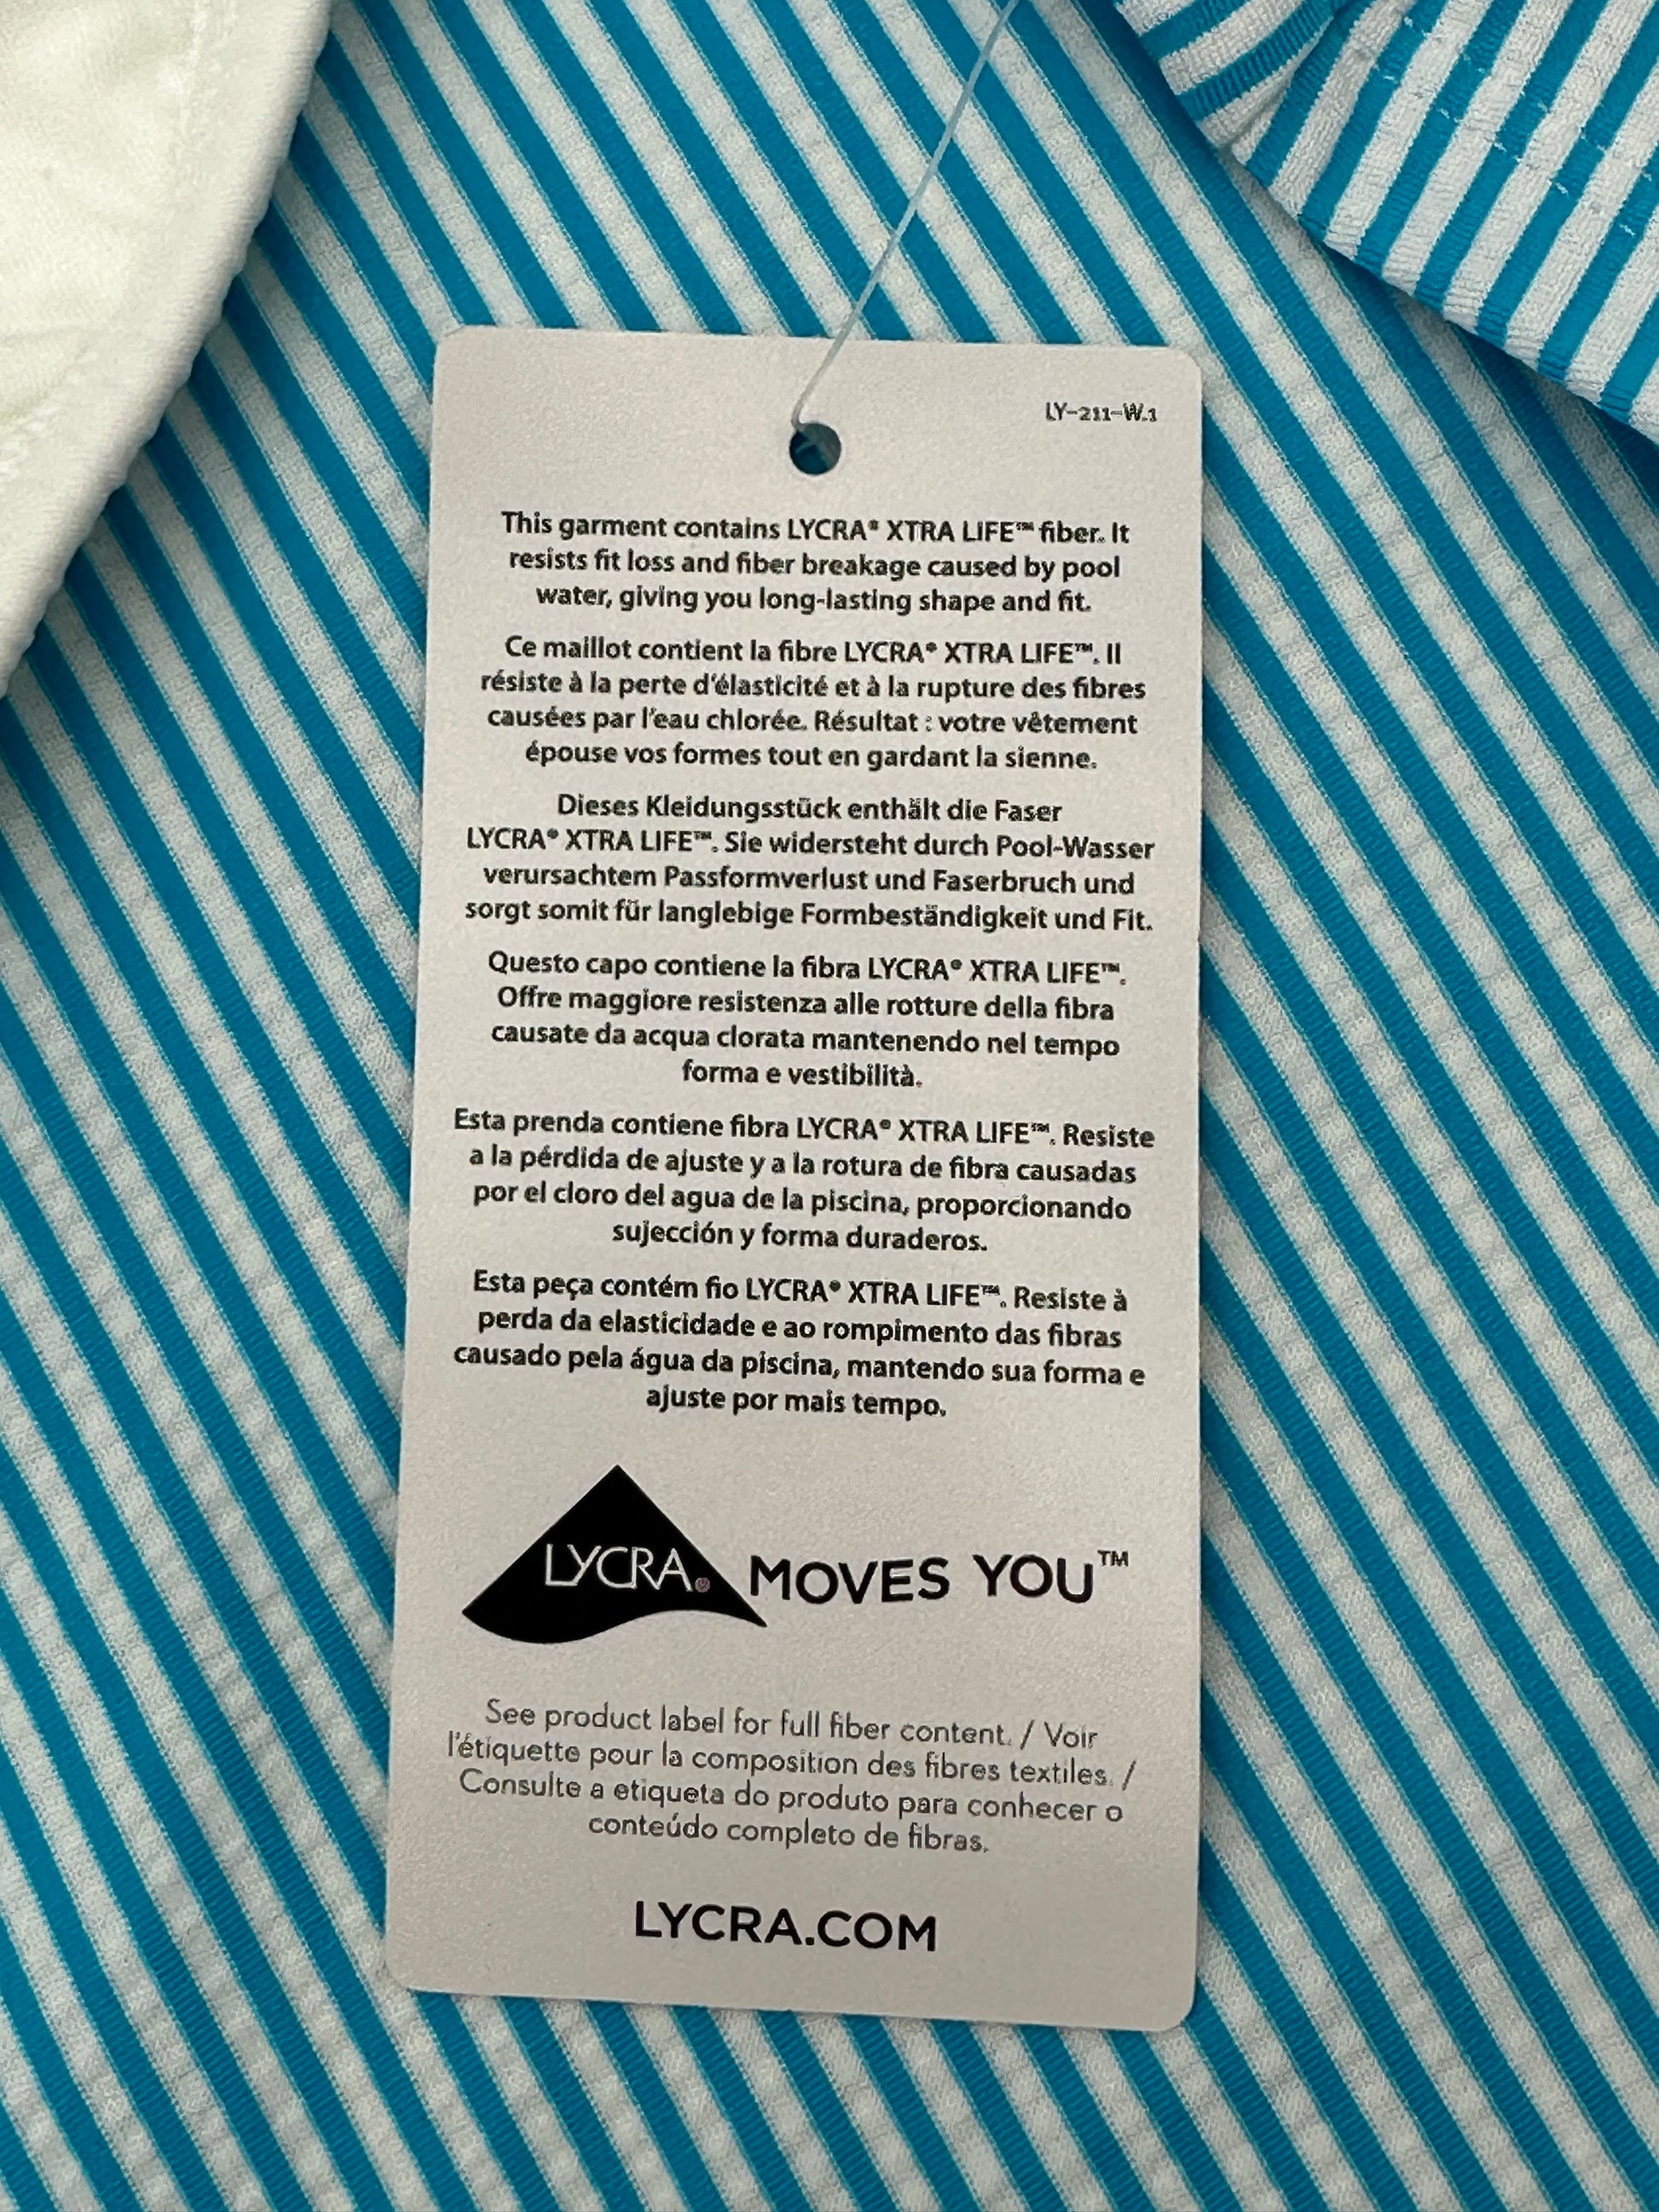 LY-211-W.1
This garment contains LYCRA® XTRA LIFE™ fiber. It
resists fit loss and fiber breakage caused by pool
water, giving you long-lasting shape and fit.
Ce maillot contient la fibre LYCRA® XTRA LIFE™. Il
résiste à la perte d'élasticité et à la rupture des fibres
causées par l'eau chlorée. Résultat : votre vêtement
épouse vos formes tout en gardant la sienne.
Dieses Kleidungsstück enthält die Faser
LYCRA® XTRA LIFE™. Sie widersteht durch Pool-Wasser
verursachtem Passformverlust und Faserbruch und
sorgt somit für langlebige Formbeständigkeit und Fit.
Questo capo contiene la fibra LYCRA® XTRA LIFE™.
Offre maggiore resistenza alle rotture della fibra
causate da acqua clorata mantenendo nel tempo
forma e vestibilità.
Esta prenda contiene fibra LYCRA® XTRA LIFE™. Resiste
a la pérdida de ajuste y a la rotura de fibra causadas
por el cloro del agua de la piscina, proporcionando
sujección y forma duraderos.
Esta peça contém fio LYCRA® XTRA LIFE™. Resiste à
perda da elasticidade e ao rompimento das fibras
causado pela água da piscina, mantendo sua forma e
ajuste por mais tempo.
LYCRA® MOVES YOU™
See product label for full fiber content. / Voir
l'étiquette pour la composition des fibres textiles. /
Consulte a etiqueta do produto para conhecer o
conteúdo completo de fibras.
LYCRA.COM